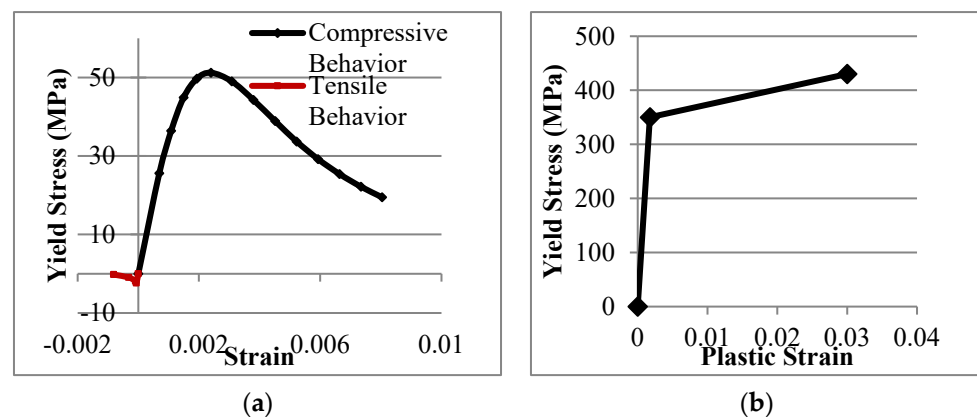 Compressive
Behavior
Tensile
Behavior
Yield Stress (MPa)
50
30
10
-10
-0.002
0.002
0.006
0.01
Strain
(a)
Yield Stress (MPa)
500
400
300
200
100
0
0
0.01
0.02
0.03
0.04
Plastic Strain
(b)